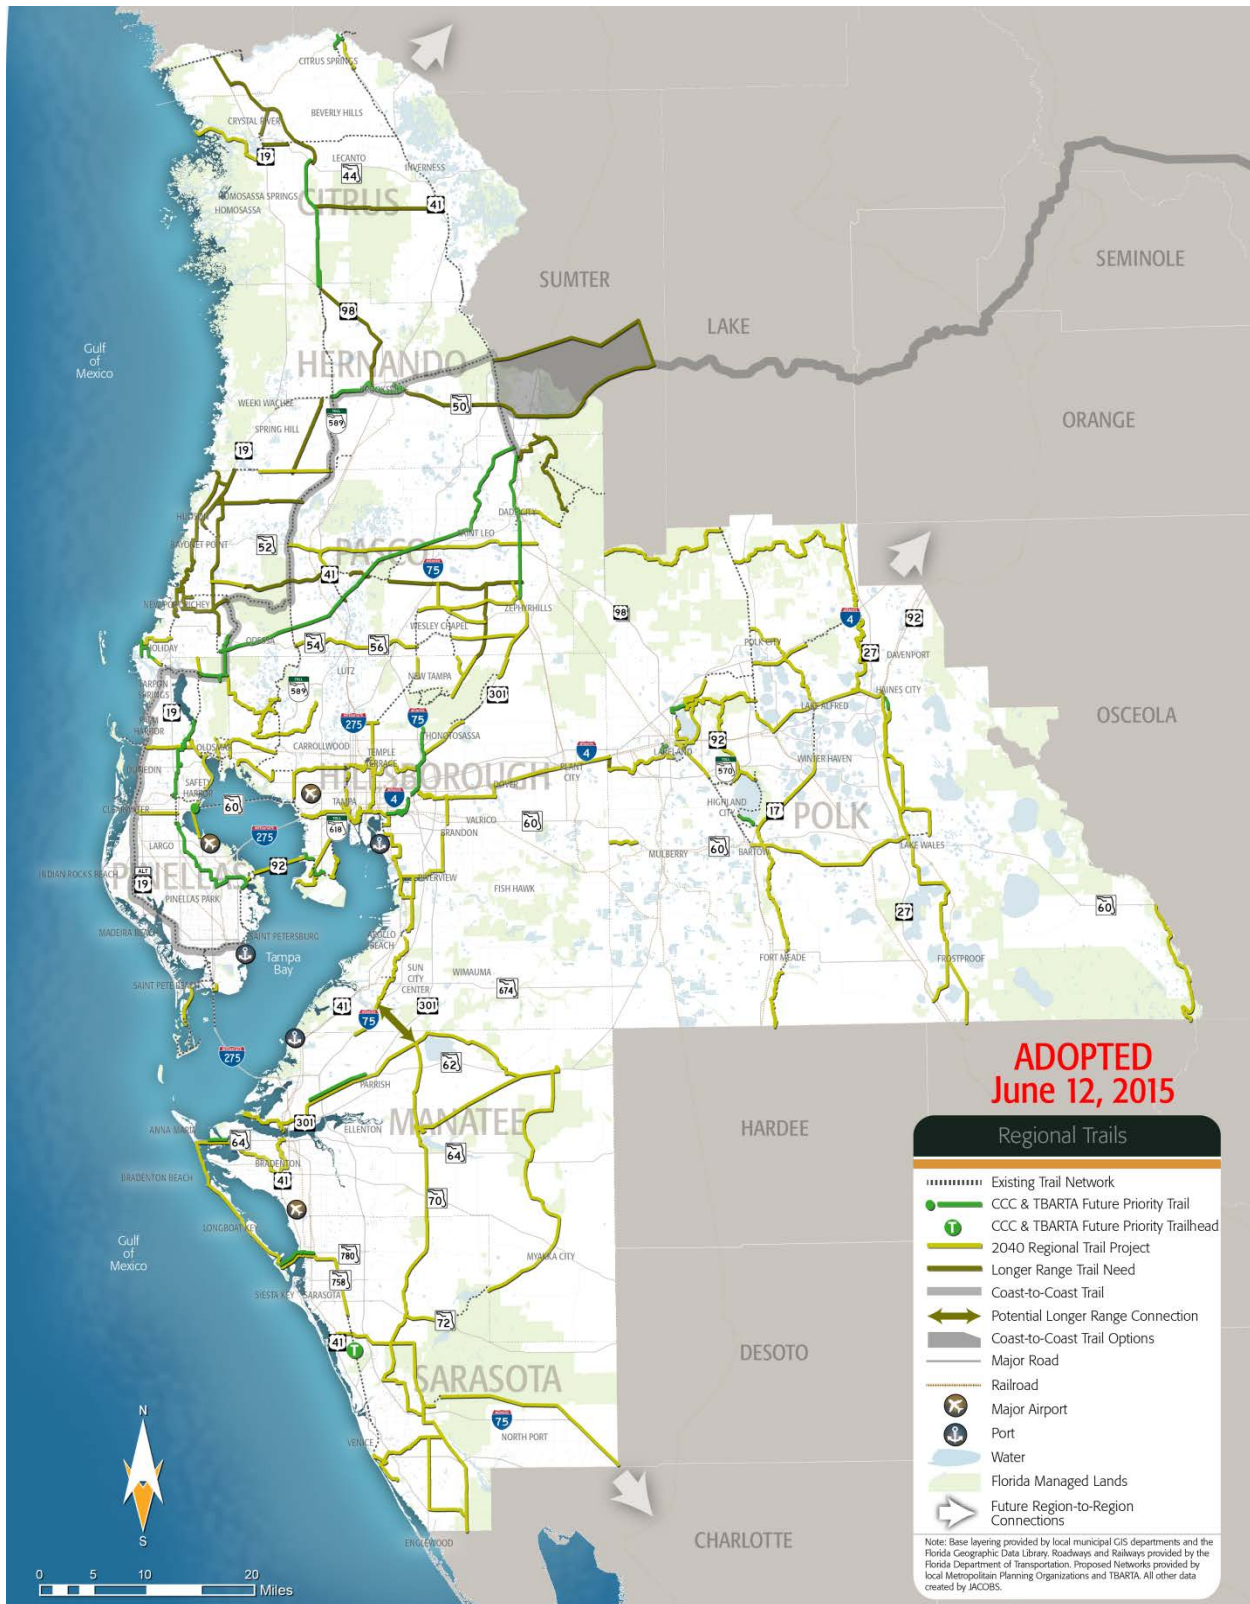 CITRUS SPRINGS
BEVERLY HILLS
CRYSTAL RIVER
19
LECANTO
44
INVERNESS
HOMOSASSA SPRINGS
CITRUS
41
HOMOSASSA
SEMINOLE
SUMTER
98
LAKE
Gulf
of
Mexico
HERNANDO
WEEKI WACHEE
50
TOLL
589
ORANGE
SPRING HILL
19
HUDSON
DADE CITY
SAINT LEO
BAYONET POINT
52
PASCO
41
75
NEW PORT RICHEY
ZEPHYRHILLS
98
4
92
WESLEY CHAPEL
HOLIDAY
ODESSA
54
56
POLK CITY
27
DAVENPORT
LUTZ
NEW TAMPA
TARPON
SPRINGS
TOLL
589
301
HAINES CITY
19
PALM
HARBOR
275
75
LAKE ALFRED
OSCEOLA
THONOTOSASSA
OLDSMAR
CARROLLWOOD
TEMPLE
TERRACE
4
LAKELAND
92
DUNEDIN
HILLSBOROUGH
PLANT
CITY
WINTER HAVEN
SAFETY
HARBOR
DOVER
TOLL
570
CLEARWATER
60
TAMPA
4
HIGHLAND
CITY
17
POLK
275
TOLL
618
VALRICO
60
BRANDON
LARGO
MULBERRY
60
BARTOW
LAKE WALES
92
INDIAN ROCKS BEACH
PINELLAS
ALT
19
RIVERVIEW
FISH HAWK
PINELLAS PARK
27
60
MADEIRA BEACH
SAINT PETERSBURG
APOLLO
BEACH
Tampa
Bay
SUN
CITY
CENTER
WIMAUMA
FORT MEADE
FROSTPROOF
SAINT PETE BEACH
674
41
301
75
275
62
ADOPTED
June 12, 2015
PARRISH
MANATEE
301
ELLENTON
ANNA MARIA
64
64
HARDEE
BRADENTON
BRADENTON BEACH
41
70
LONGBOAT KEY
Gulf
of
Mexico
780
MYAKKA CITY
758
SIESTA KEY
SARASOTA
72
41
T
DESOTO
SARASOTA
75
NORTH PORT
VENICE
ENGLEWOOD
CHARLOTTE
N
S
0 5 10 20
Miles
Regional Trails
Existing Trail Network
CCC & TBARTA Future Priority Trail
T CCC & TBARTA Future Priority Trailhead
2040 Regional Trail Project
Longer Range Trail Need
Coast-to-Coast Trail
Potential Longer Range Connection
Coast-to-Coast Trail Options
Major Road
Railroad
Major Airport
Port
Water
Florida Managed Lands
Future Region-to-Region
Connections
Note: Base layering provided by local municipal GIS departments and the
Florida Geographic Data Library. Roadways and Railways provided by the
Florida Department of Transportation. Proposed Networks provided by
local Metropolitain Planning Organizations and TBARTA. All other data
created by JACOBS.